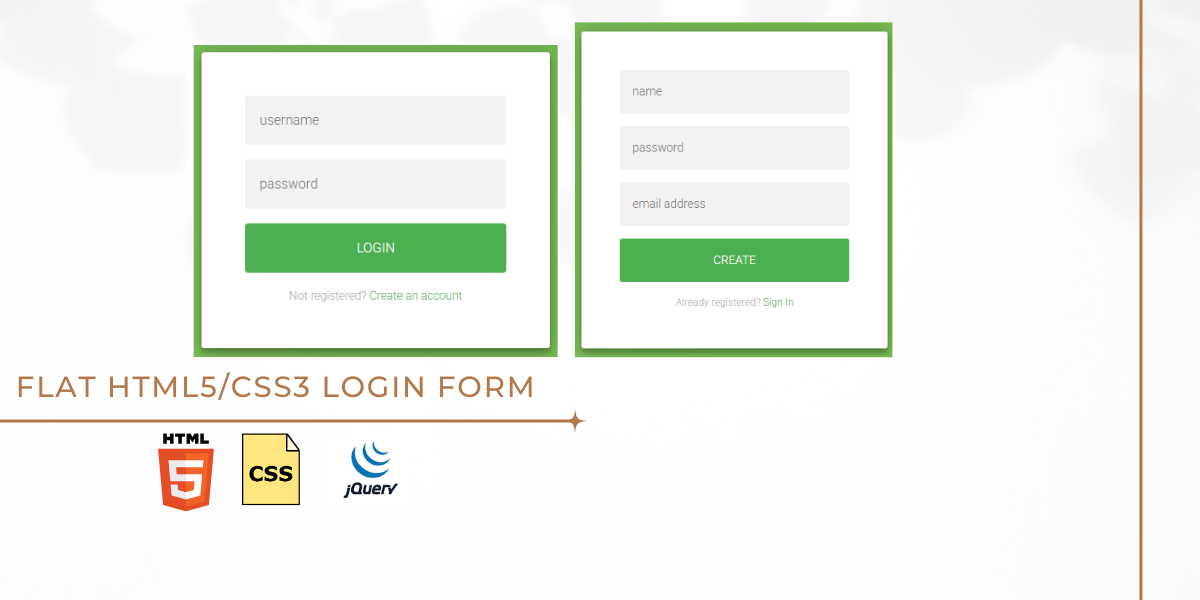 username
password
LOGIN
Not registered? Create an account
name
password
email address
CREATE
Already registered? Sign In
FLAT HTML5/CSS3 LOGIN FORM
HTML
5
CSS
jQuery